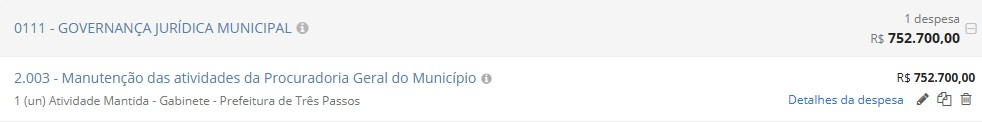 0111 - GOVERNANÇA JURÍDICA MUNICIPAL
1 despesa
R$ 752.700,00
2.003 - Manutenção das atividades da Procuradoria Geral do Município
R$ 752.700,00
1 (un) Atividade Mantida - Gabinete - Prefeitura de Três Passos
Detalhes da despesa